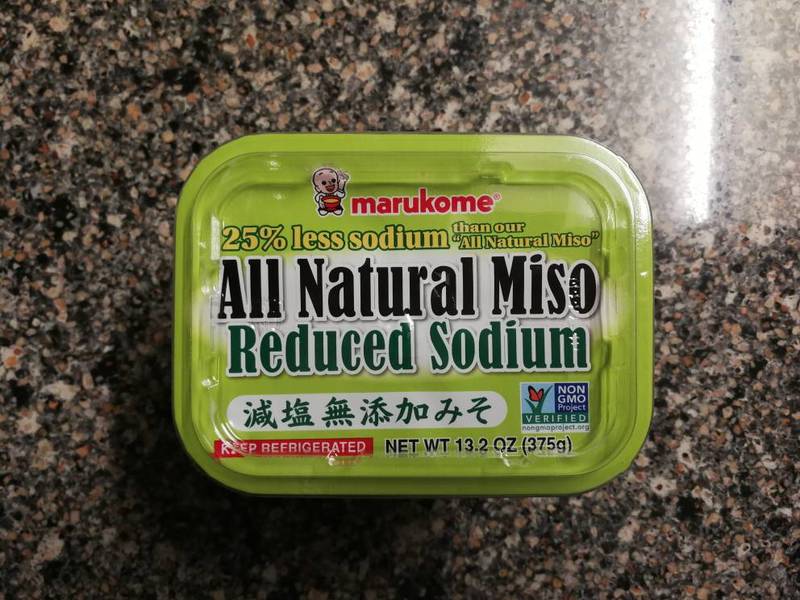 marukome®
25% less sodium than our "All Natural Miso"
All Natural Miso
Reduced Sodium
減塩 無添加みそ
NON GMO Project
VERIFIED
nongmoproject.org
KEEP REFRIGERATED NET WT 13.2 OZ (375g)